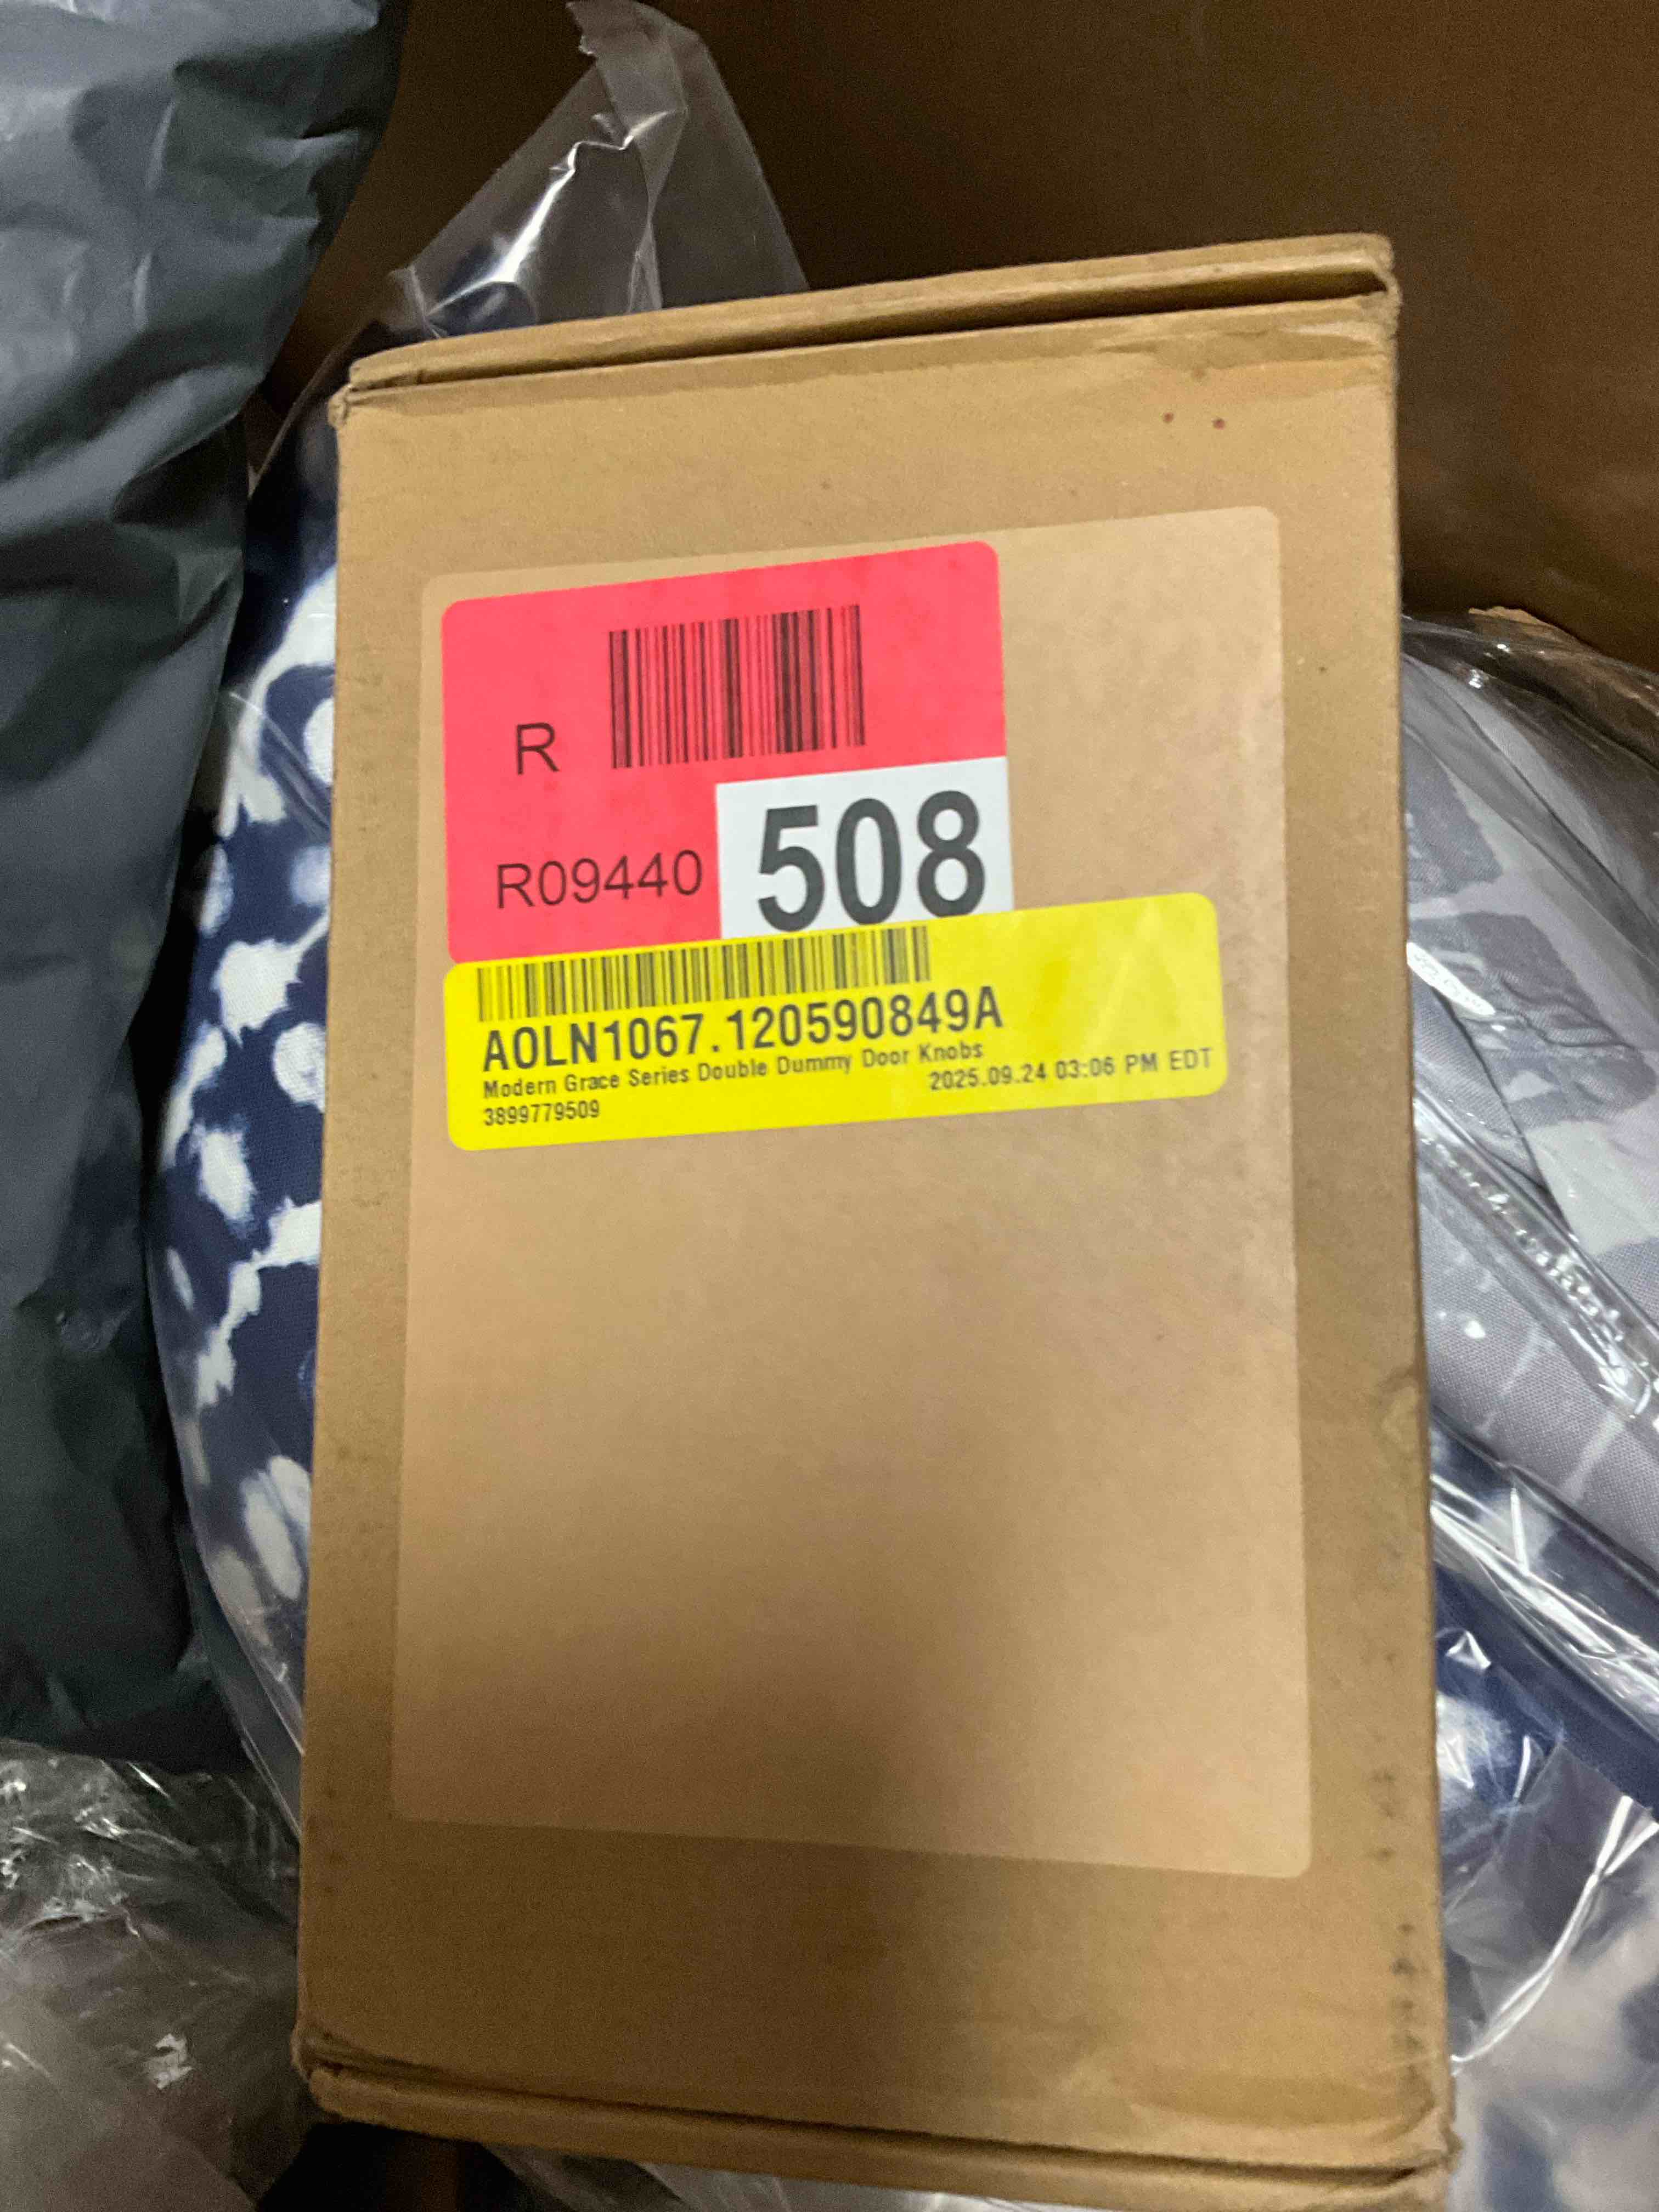 R
R09440
508
AOLN1067.120590849A
Modern Grace Series Double Dummy Door Knobs
2025.09.24 03:06 PM EDT
3899779509